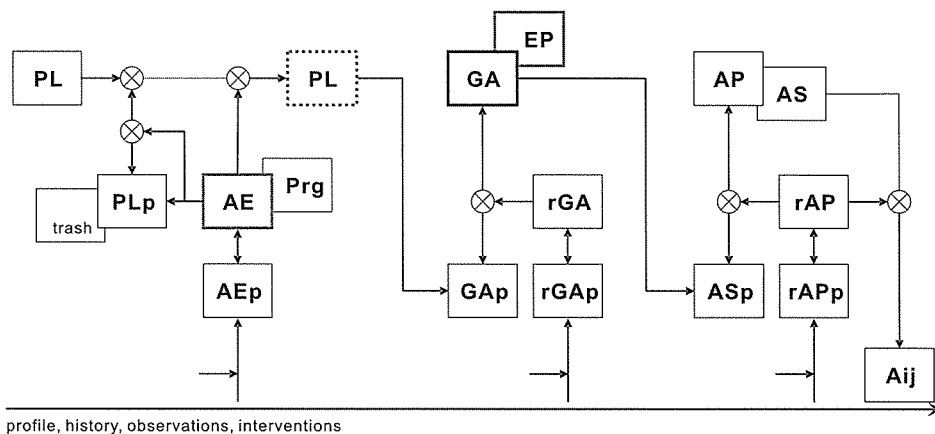 EP
PL
PL
GA
AP
AS
PLp
trash
AE
Prg
rGA
rAP
AEp
GAp
rGAp
ASp
rAPp
Aij
profile, history, observations, interventions